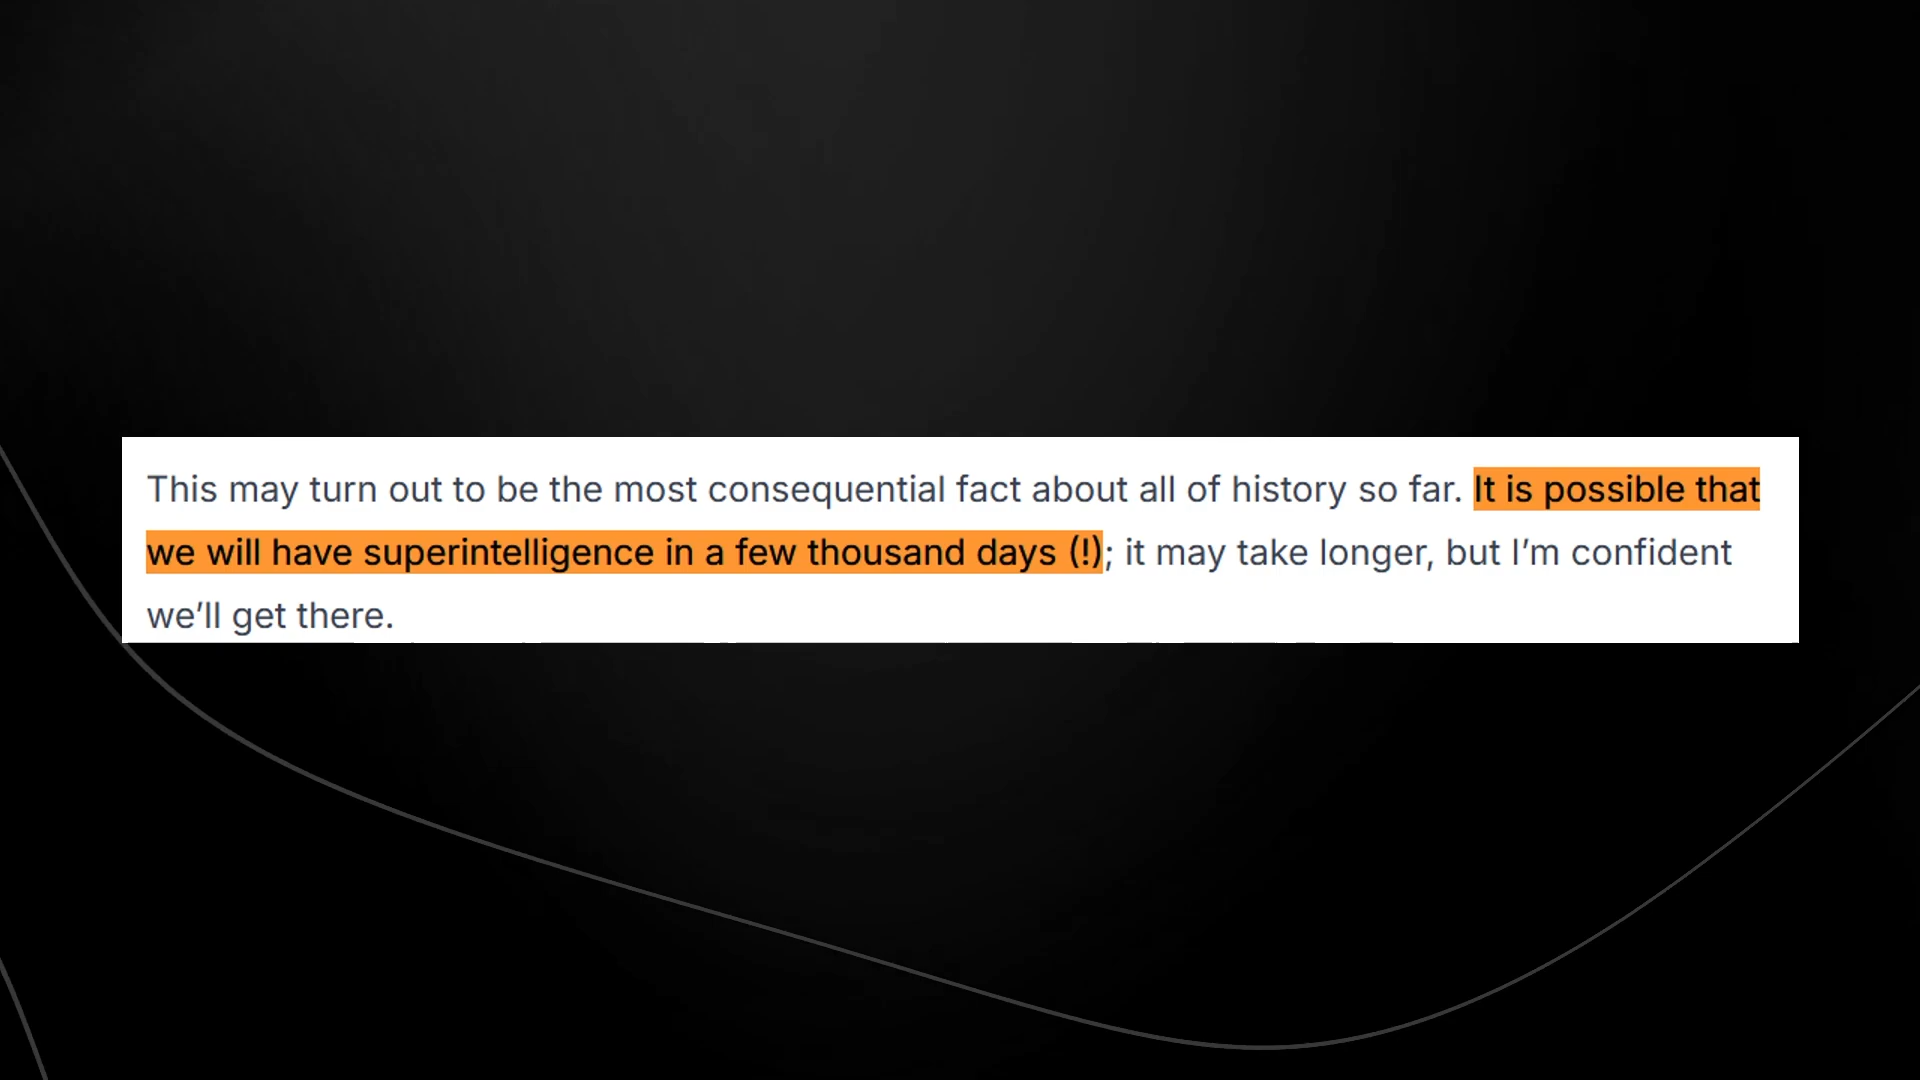 This may turn out to be the most consequential fact about all of history so far. It is possible that
we will have superintelligence in a few thousand days (!); it may take longer, but I’m confident
we’ll get there.